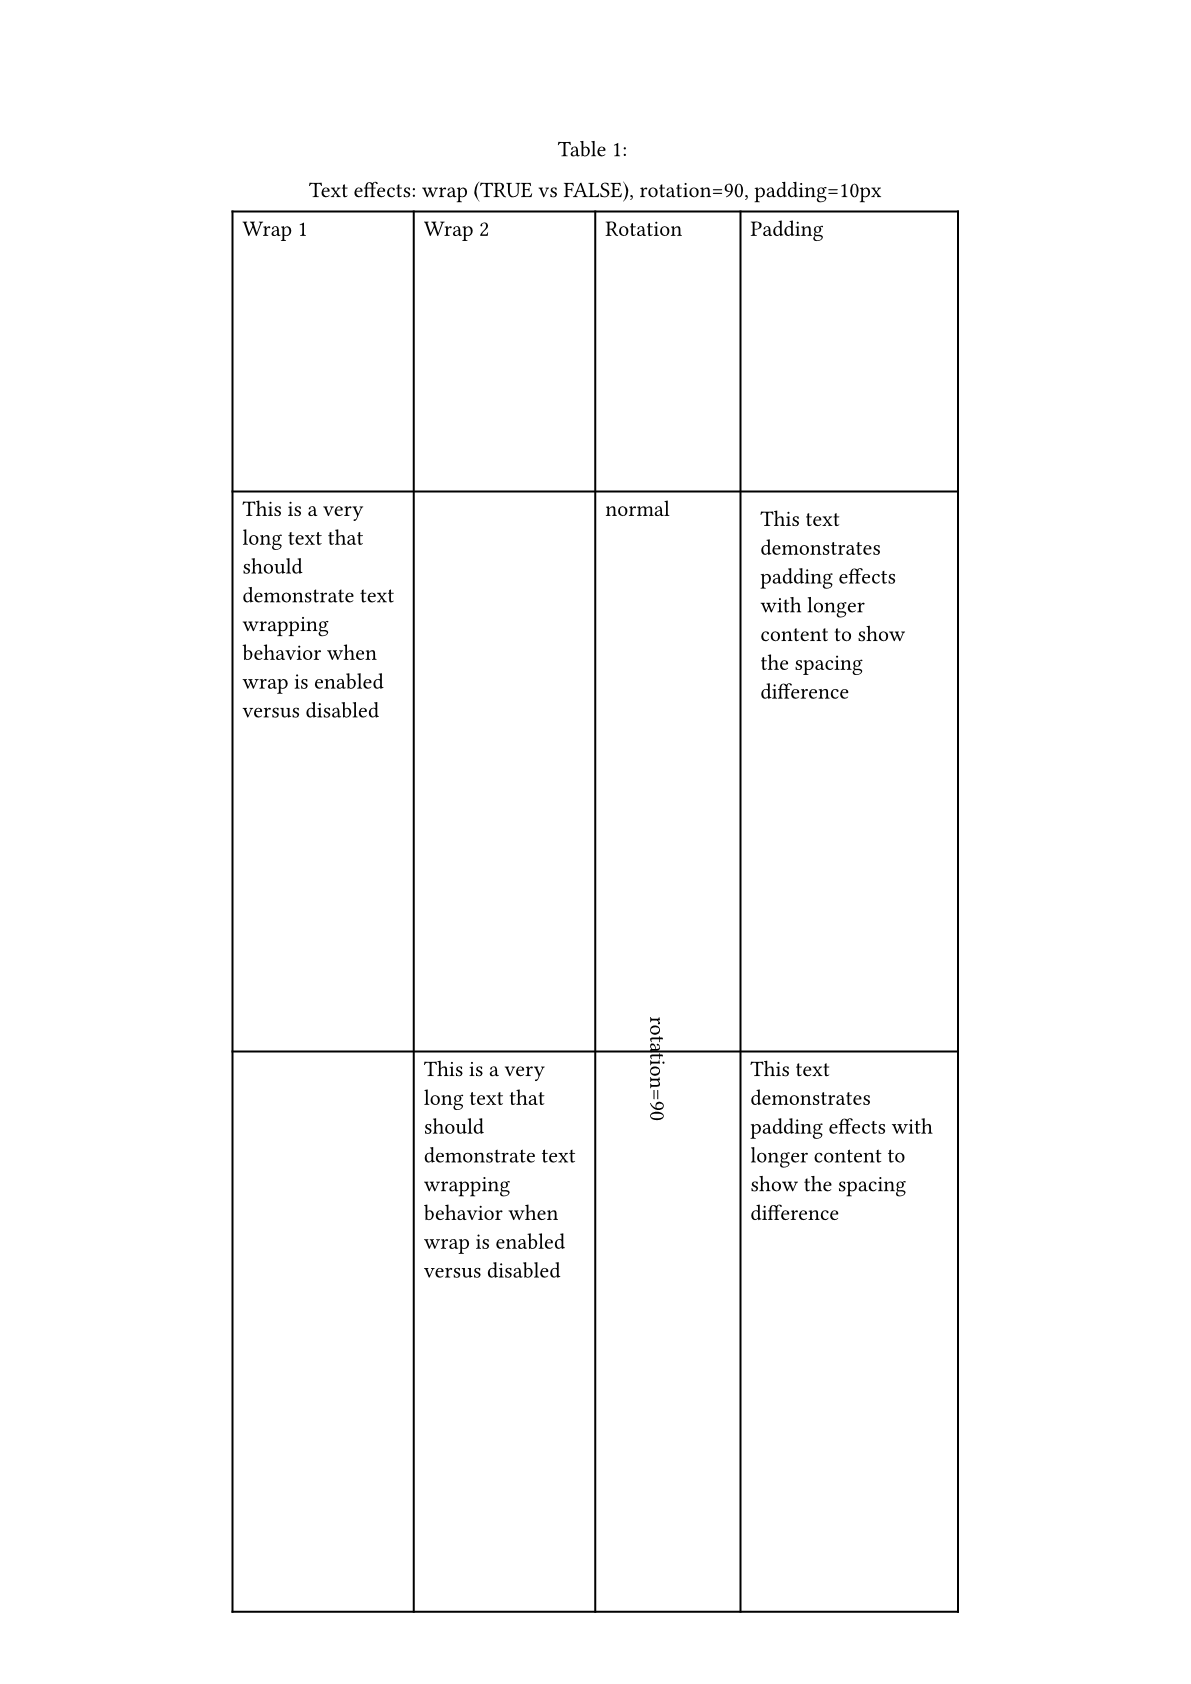 Table 1:
Text effects: wrap (TRUE vs FALSE), rotation=90, padding=10px
Wrap 1
Wrap 2
Rotation
Padding
This is a very
long text that
should
demonstrate text
wrapping
behavior when
wrap is enabled
versus disabled
normal
This text
demonstrates
padding effects
with longer
content to show
the spacing
difference
This is a very
long text that
should
demonstrate text
wrapping
behavior when
wrap is enabled
versus disabled
rotation=90
This text
demonstrates
padding effects with
longer content to
show the spacing
difference